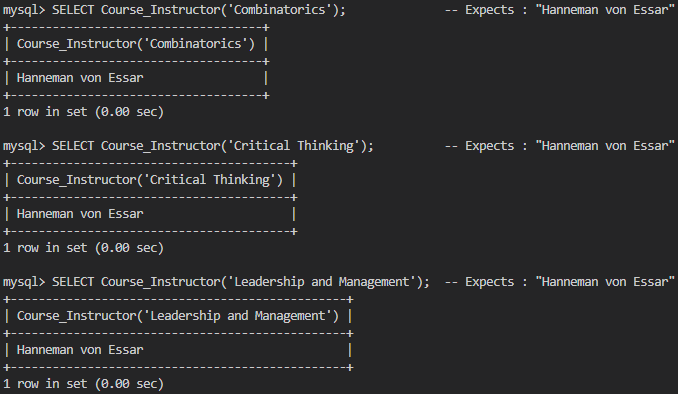 mysql> SELECT Course_Instructor('Combinatorics');              -- Expects : "Hanneman von Essar"
+------------------------------------+
| Course_Instructor('Combinatorics') |
+------------------------------------+
| Hanneman von Essar                 |
+------------------------------------+
1 row in set (0.00 sec)

mysql> SELECT Course_Instructor('Critical Thinking');          -- Expects : "Hanneman von Essar"
+----------------------------------------+
| Course_Instructor('Critical Thinking') |
+----------------------------------------+
| Hanneman von Essar                     |
+----------------------------------------+
1 row in set (0.00 sec)

mysql> SELECT Course_Instructor('Leadership and Management');  -- Expects : "Hanneman von Essar"
+------------------------------------------------+
| Course_Instructor('Leadership and Management') |
+------------------------------------------------+
| Hanneman von Essar                             |
+------------------------------------------------+
1 row in set (0.00 sec)